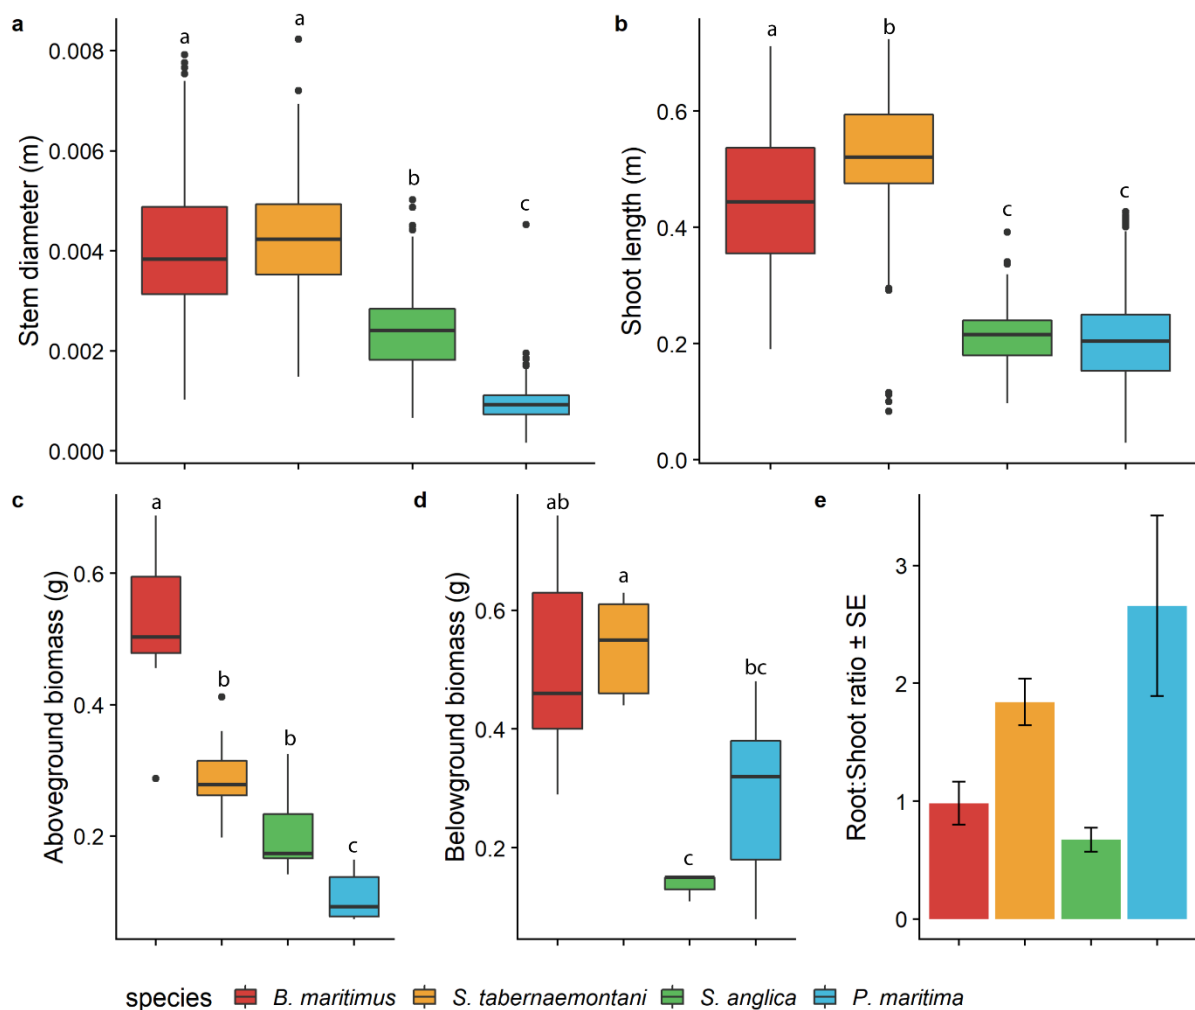 a
Stem diameter (m)
0.008
0.006
0.004
0.002
0.000
a
a
b
c
b
Shoot length (m)
0.6
0.4
0.2
0.0
a
b
c
c
c
Aboveground biomass (g)
0.6
0.4
0.2
a
b
b
c
d
Belowground biomass (g)
0.6
0.4
0.2
ab
a
c
bc
e
Root:Shoot ratio ± SE
3
2
1
0
species B. maritimus S. tabernaemontani S. anglica P. maritima